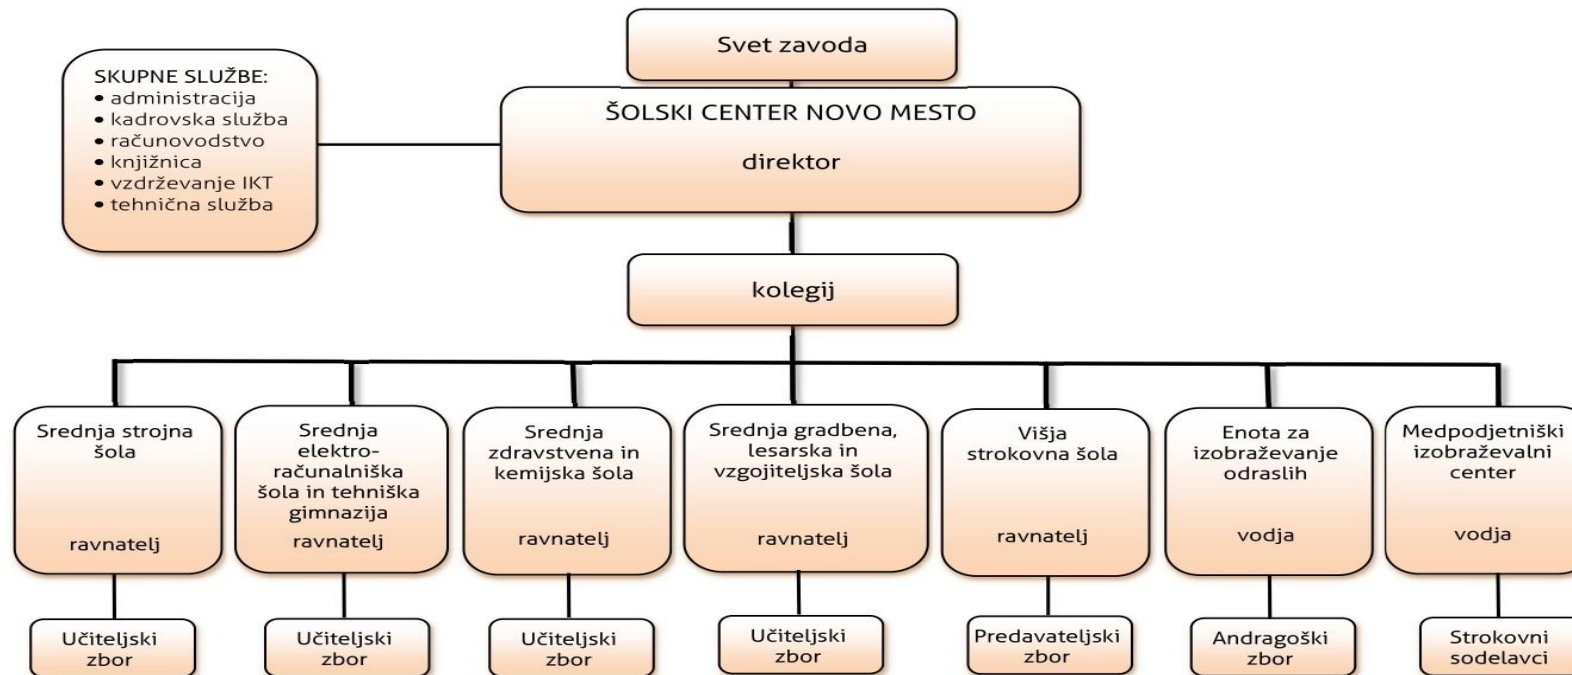 Svet zavoda
SKUPNE SLUŽBE:
• administracija
• kadrovska služba
• računovodstvo
• knjižnica
• vzdrževanje IKT
• tehnična služba
ŠOLSKI CENTER NOVO MESTO
direktor
kolegij
Srednja strojna
šola
ravnatelj
Srednja
elektro-
računalniška
šola in tehniška
gimnazija
ravnatelj
Srednja
zdravstvena in
kemijska šola
ravnatelj
Srednja gradbena,
lesarska in
vzgojiteljska šola
ravnatelj
Višja
strokovna šola
ravnatelj
Enota za
izobraževanje
odraslih
vodja
Medpodjetniški
izobraževalni
center
vodja
Učiteljski
zbor
Učiteljski
zbor
Učiteljski
zbor
Učiteljski
zbor
Predavateljski
zbor
Andragoški
zbor
Strokovni
sodelavci